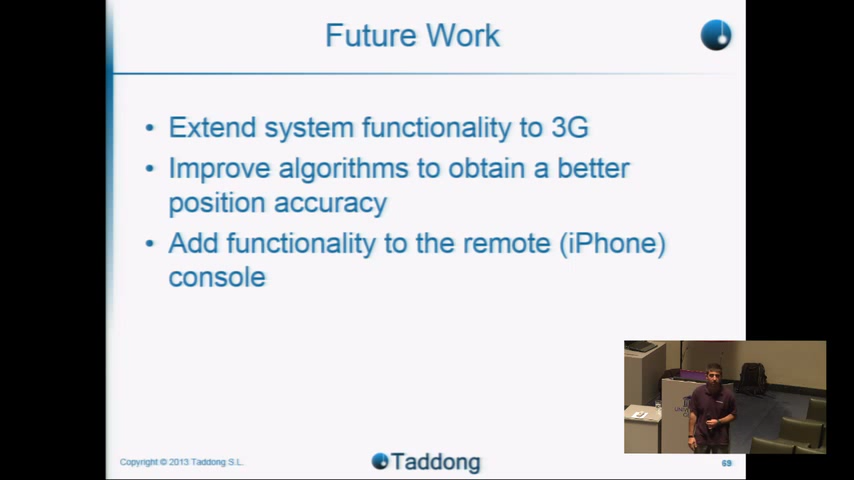 Future Work
• Extend system functionality to 3G
• Improve algorithms to obtain a better
position accuracy
• Add functionality to the remote (iPhone)
console
Copyright © 2013 Taddong S.L.
Taddong
69